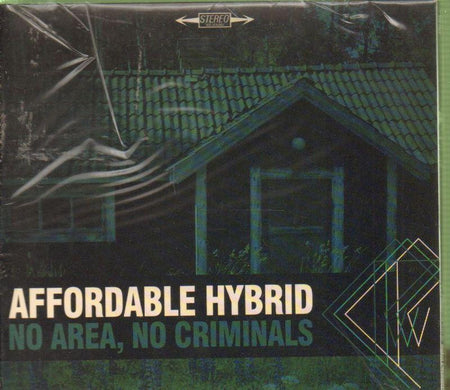 STEREO
AFFORDABLE HYBRID
NO AREA, NO CRIMINALS